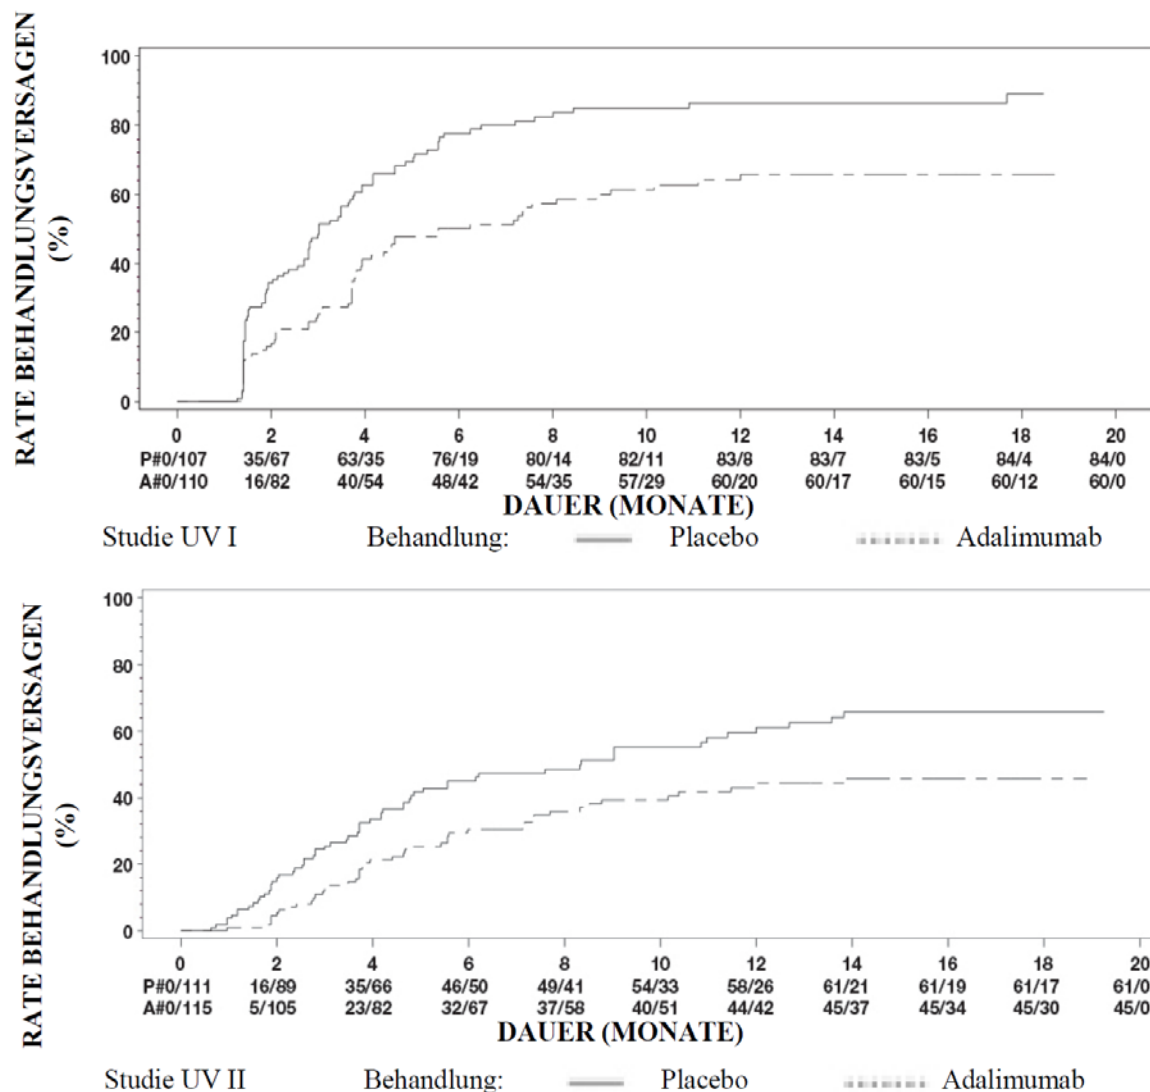 RATE BEHANDLUNGSVERSAGEN
(%)
100
80
60
40
20
0
0 2 4 6 8 10 12 14 16 18 20
P#0/107 35/67 63/35 76/19 80/14 82/11 83/8 83/7 83/5 84/4 84/0
A#0/110 16/82 40/54 48/42 54/35 57/29 60/20 60/17 60/15 60/12 60/0
DAUER (MONATE)
Studie UV I Behandlung: Placebo Adalimumab
RATE BEHANDLUNGSVERSAGEN
(%)
100
80
60
40
20
0
0 2 4 6 8 10 12 14 16 18 20
P#0/111 16/89 35/66 46/50 49/41 54/33 58/26 61/21 61/19 61/17 61/0
A#0/115 5/105 23/82 32/67 37/58 40/51 44/42 45/37 45/34 45/30 45/0
DAUER (MONATE)
Studie UV II Behandlung: Placebo Adalimumab